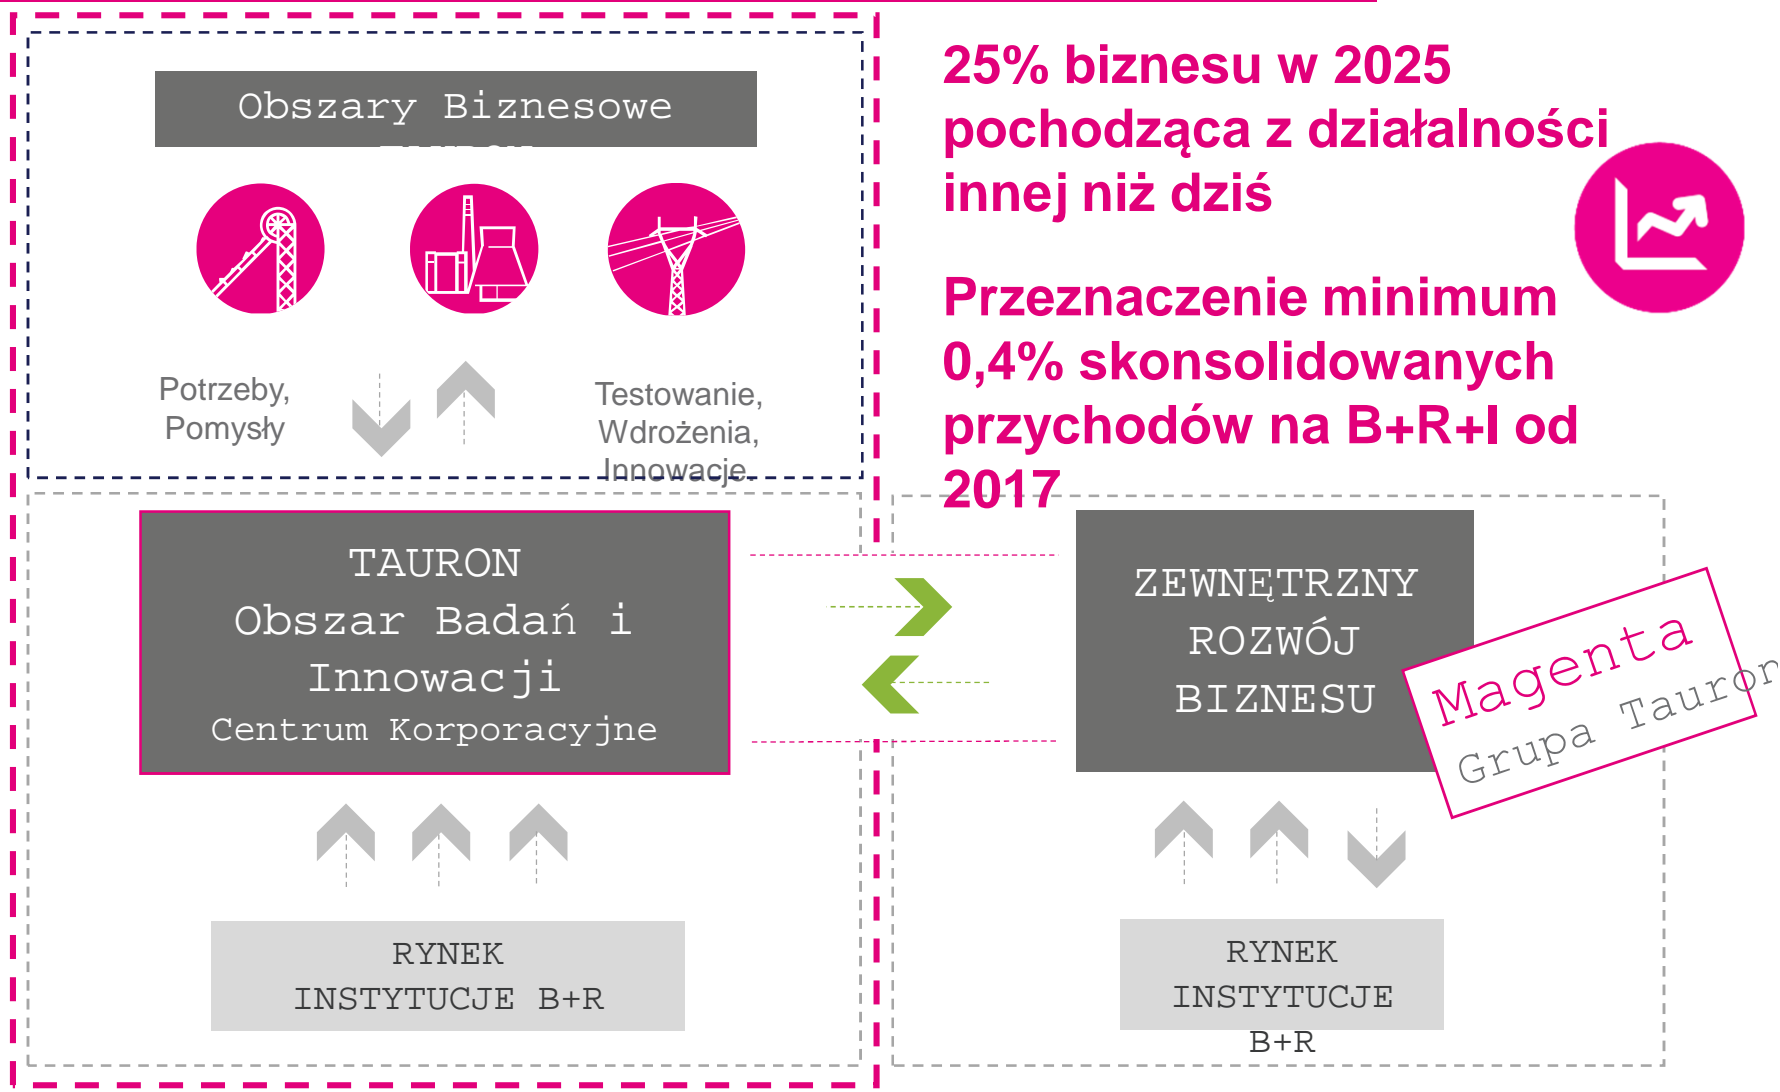 Obszary Biznesowe
25% biznesu w 2025
pochodząca z działalności
innej niż dziś
Przeznaczenie minimum
0,4% skonsolidowanych
przychodów na B+R+I od
2017
Potrzeby,
Pomysły
Testowanie,
Wdrożenia,
Innowacje.
TAURON
Obszar Badań i
Innowacji
Centrum Korporacyjne
ZEWNĘTRZNY
ROZWÓJ
BIZNESU
Magenta
Grupa Tauron
RYNEK
INSTYTUCJE B+R
RYNEK
INSTYTUCJE
B+R